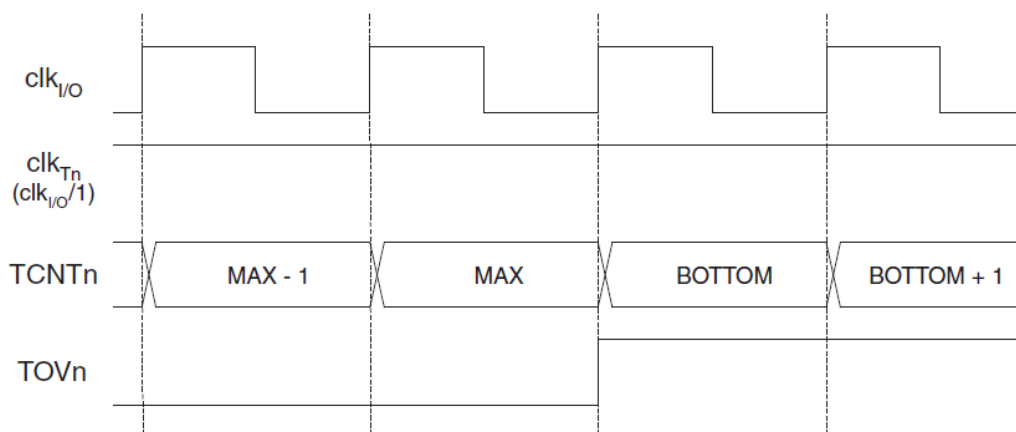 clkI/O
clkTn
(clkI/O/1)
TCNTn MAX - 1 MAX BOTTOM BOTTOM + 1
TOVn